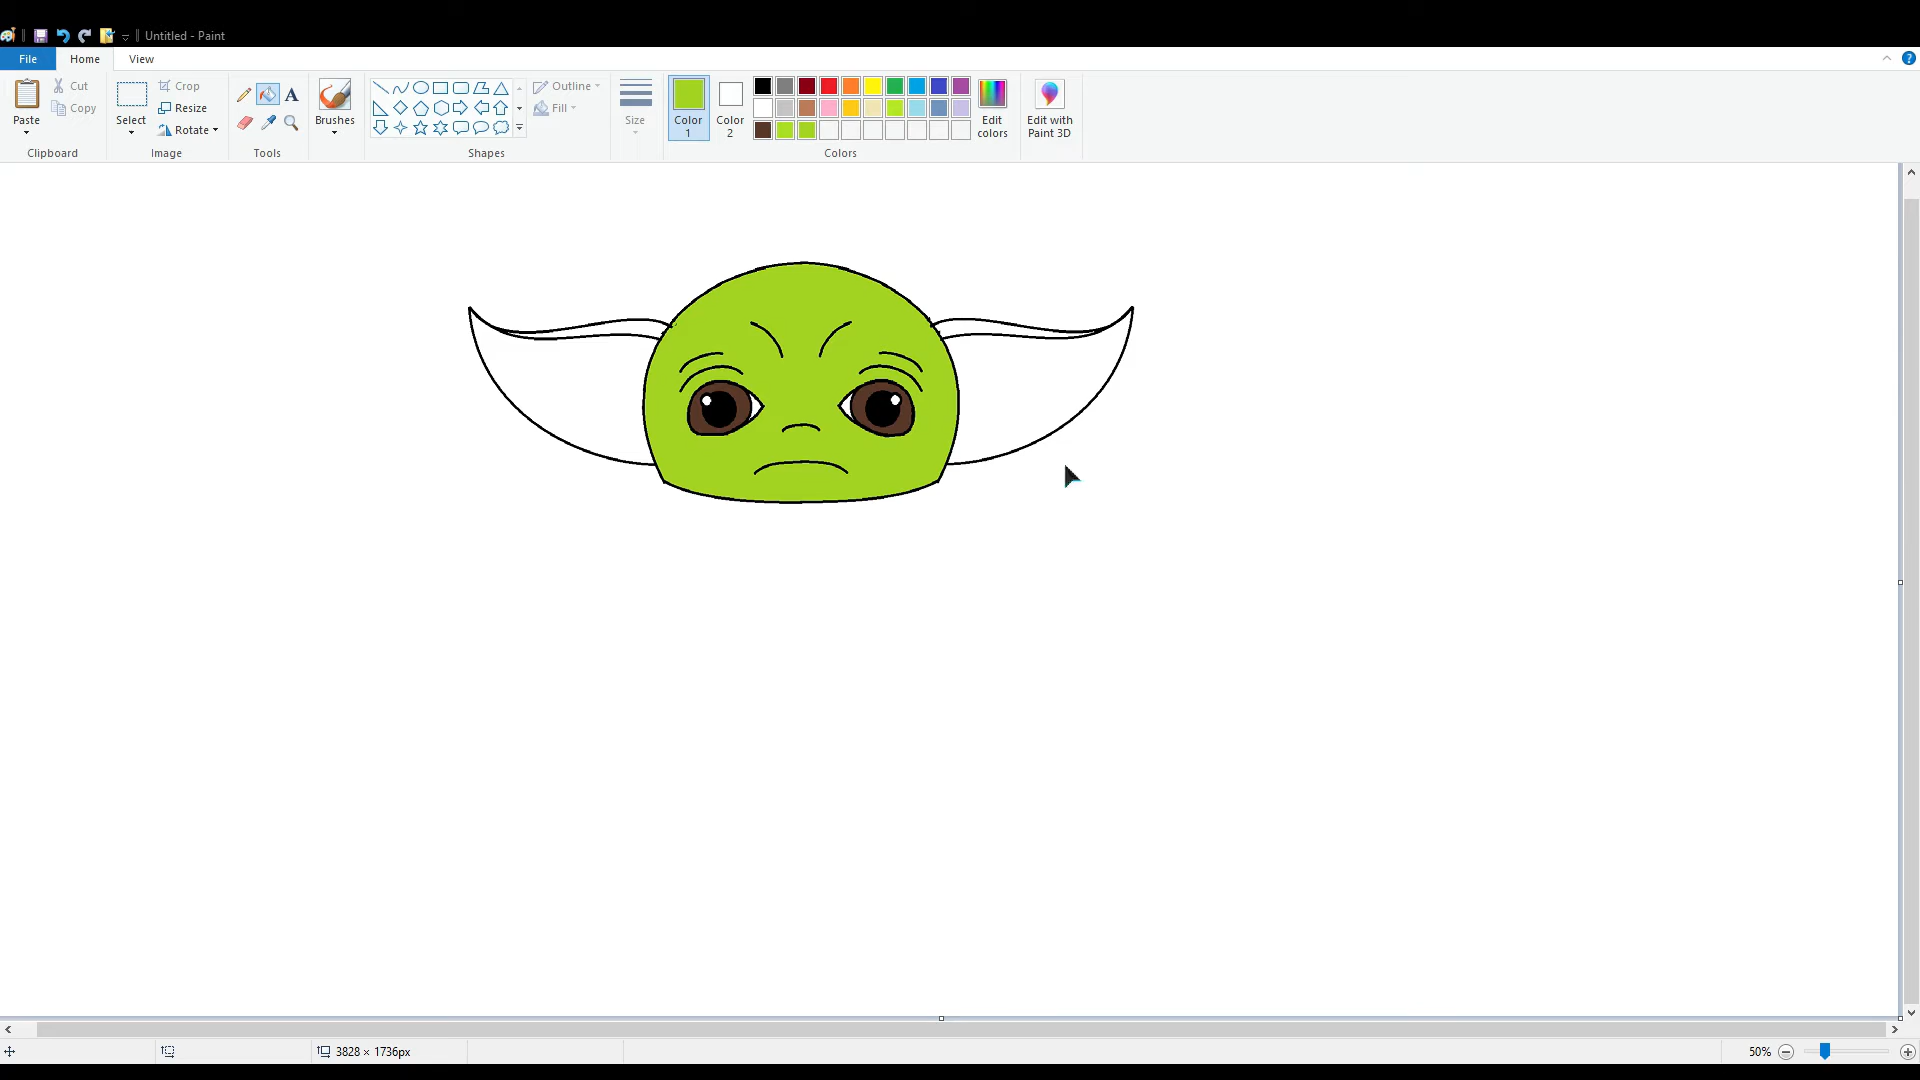 Untitled - Paint
File Home View
Paste
Cut
Copy
Clipboard
Select
Crop
Resize
Rotate
Image
A
Tools
Brushes
Shapes
Outline
Fill
Size
Color
1
Color
2
Colors
Edit
colors
Edit with
Paint 3D
3828 × 1736px
50%